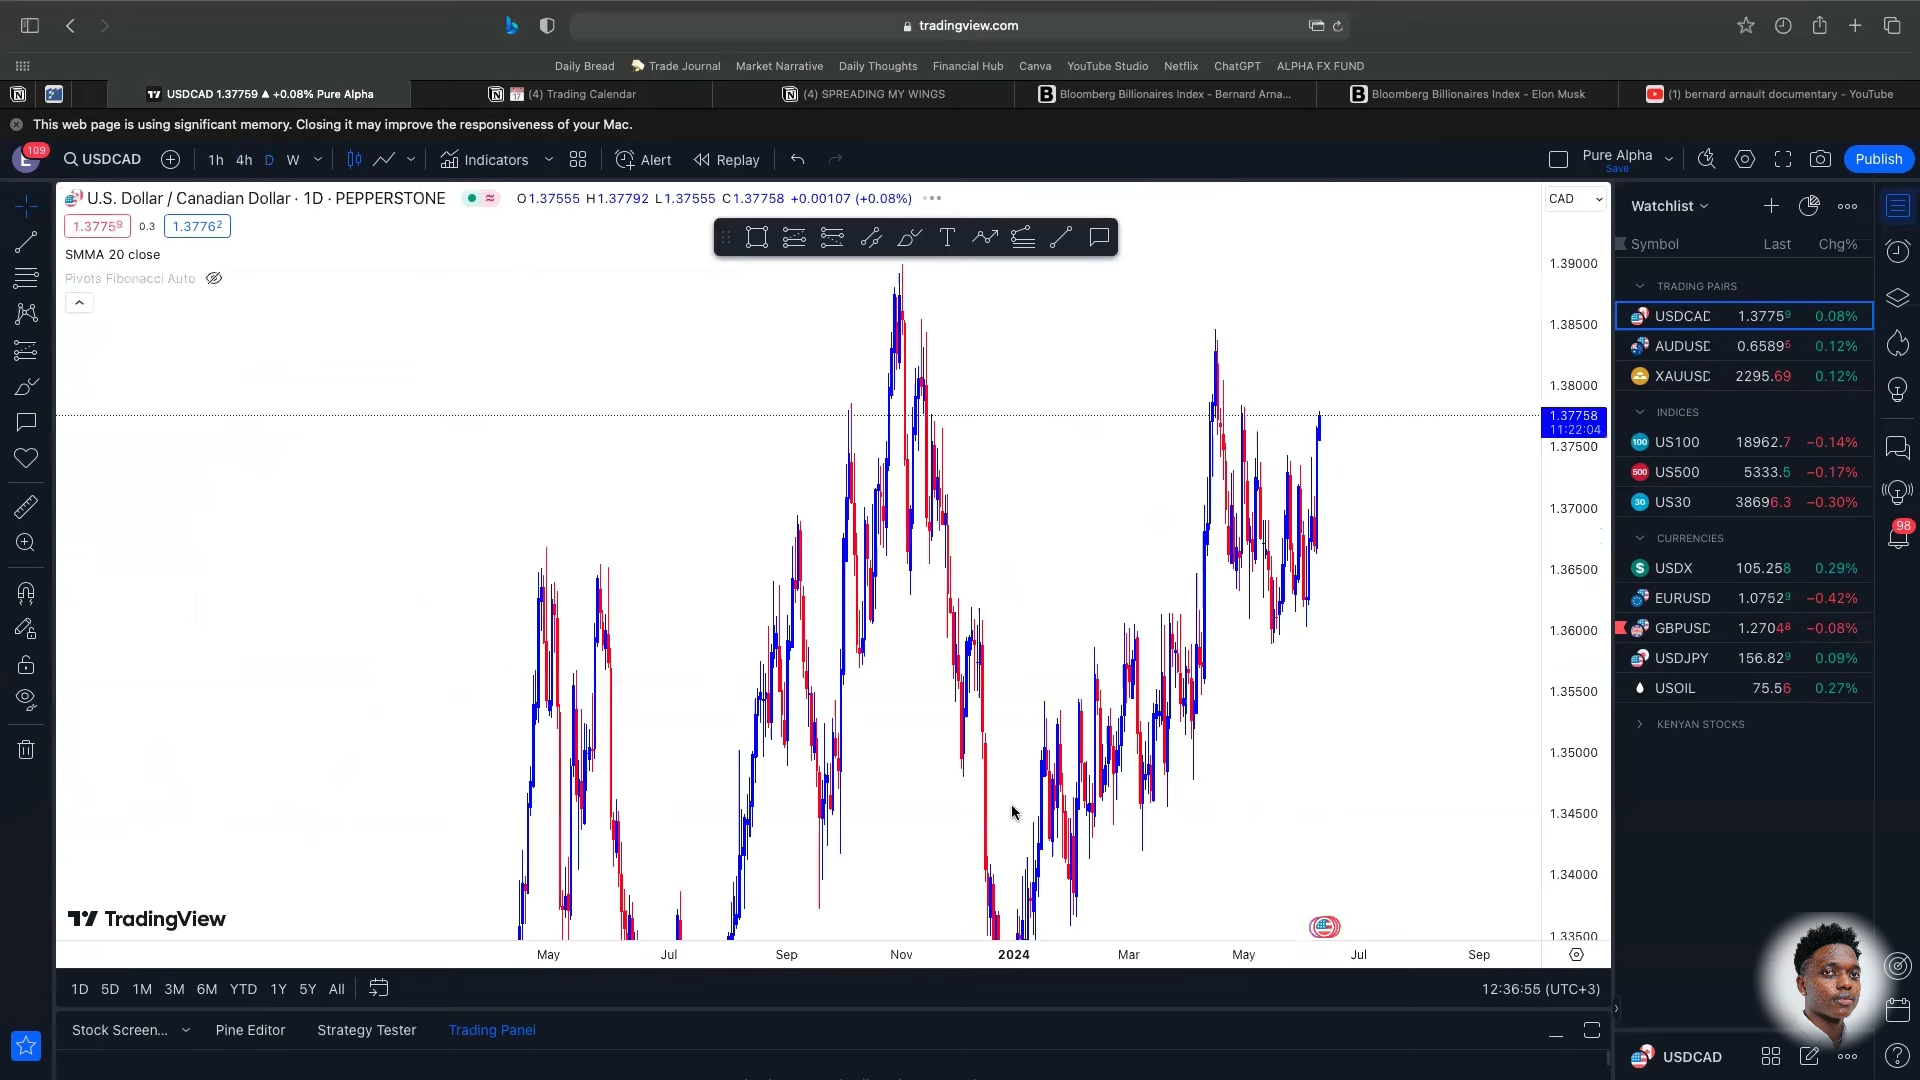 tradingview.com
Daily Bread Trade Journal Market Narrative Daily Thoughts Financial Hub Canva YouTube Studio Netflix ChatGPT ALPHA FX FUND
USDCAD 1.37759 ▲ +0.08% Pure Alpha
(4) Trading Calendar
(4) SPREADING MY WINGS
Bloomberg Billionaires Index - Bernard Arna...
Bloomberg Billionaires Index - Elon Musk
(1) bernard arnault documentary - YouTube
This web page is using significant memory. Closing it may improve the responsiveness of your Mac.
109
USDCAD 1h 4h D W Indicators Alert Replay
Pure Alpha
Save
Publish
U.S. Dollar / Canadian Dollar · 1D · PEPPERSTONE O1.37555 H1.37792 L1.37555 C1.37758 +0.00107 (+0.08%)
1.37759 0.3 1.37762
SMMA 20 close
Pivots Fibonacci Auto
CAD
1.39000
1.38500
1.38000
1.37758
11:22:04
1.37500
1.37000
1.36500
1.36000
1.35500
1.35000
1.34500
1.34000
1.33500
TradingView
May Jul Sep Nov 2024 Mar May Jul Sep
1D 5D 1M 3M 6M YTD 1Y 5Y All
12:36:55 (UTC+3)
Stock Screen... Pine Editor Strategy Tester Trading Panel
Watchlist
Symbol Last Chg%
TRADING PAIRS
USDCAD 1.37759 0.08%
AUDUSD 0.65895 0.12%
XAUUSD 2295.69 0.12%
INDICES
100 US100 18962.7 −0.14%
500 US500 5333.5 −0.17%
30 US30 38696.3 −0.30%
CURRENCIES
USDX 105.258 0.29%
EURUSD 1.07529 −0.42%
GBPUSD 1.27048 −0.08%
USDJPY 156.829 0.09%
USOIL 75.56 0.27%
KENYAN STOCKS
98
USDCAD